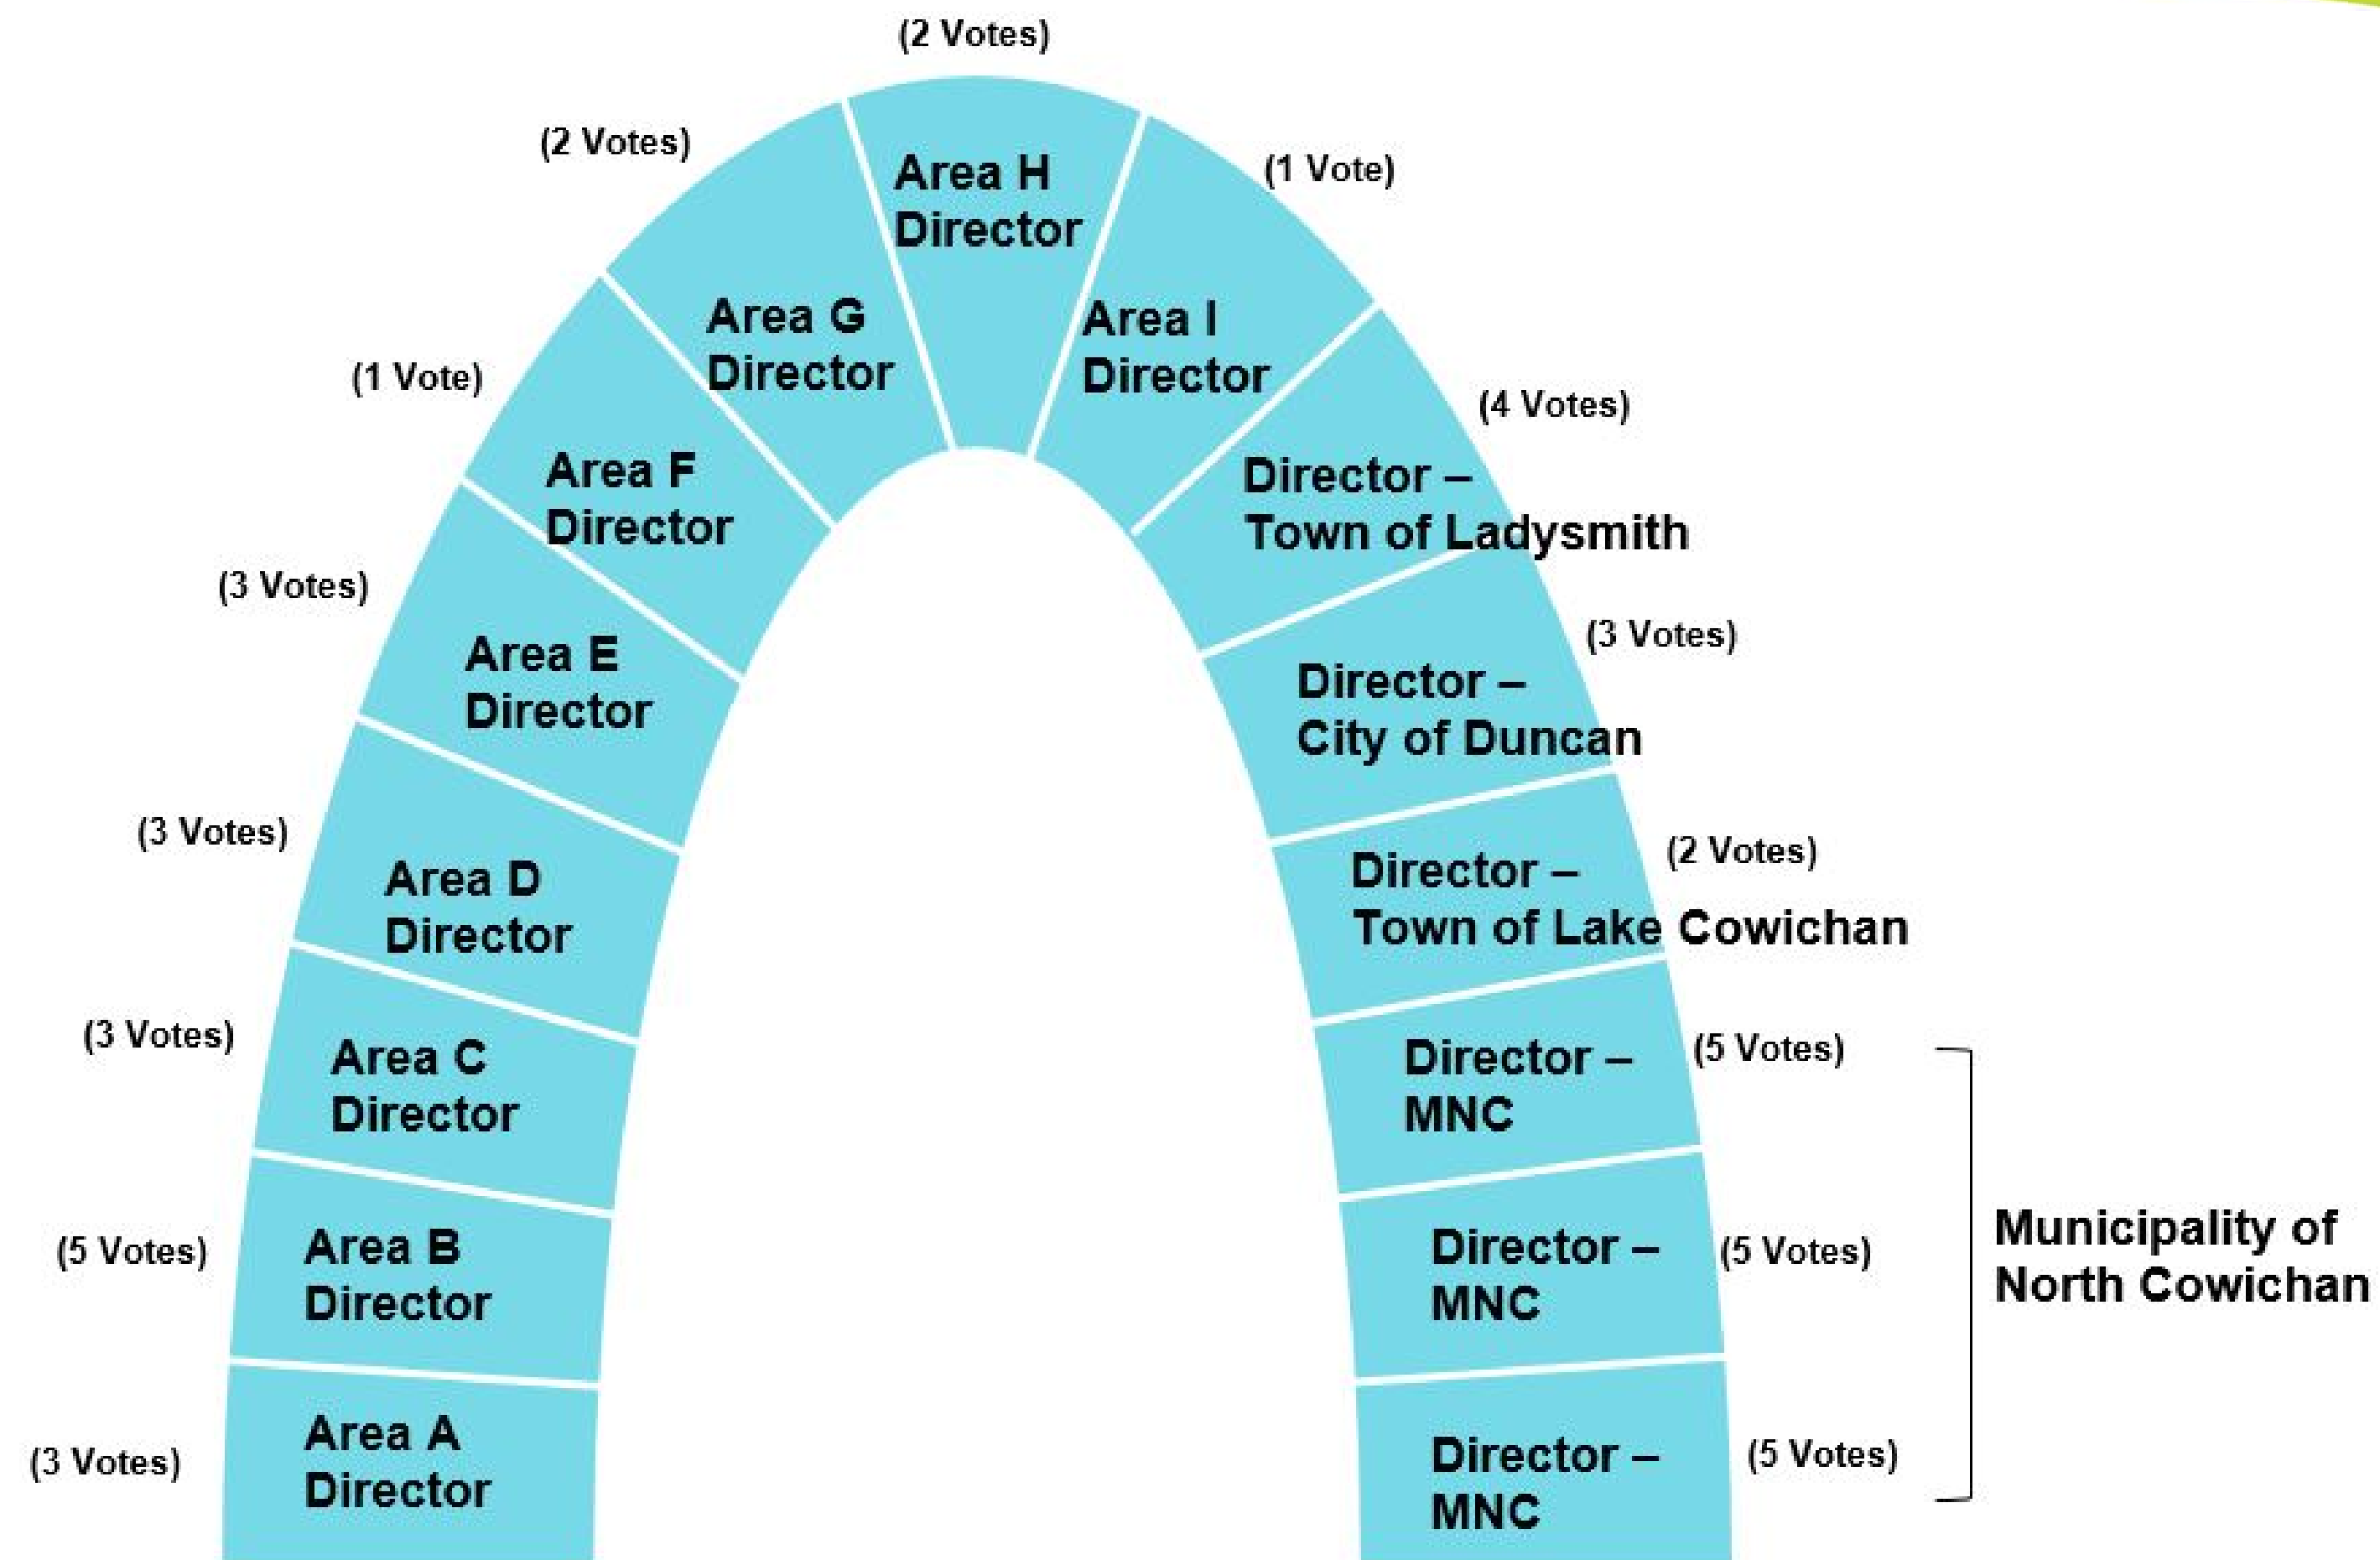 (2 Votes)
(2 Votes)
Area H
Director
(1 Vote)
Area G
Director
Area I
Director
(1 Vote)
(4 Votes)
Area F
Director
Director –
Town of Ladysmith
(3 Votes)
Area E
Director
(3 Votes)
Director –
City of Duncan
(3 Votes)
Area D
Director
(2 Votes)
Director –
Town of Lake Cowichan
(3 Votes)
Area C
Director
(5 Votes)
Director –
MNC
(5 Votes)
Area B
Director
Director –
MNC
(5 Votes)
Municipality of
North Cowichan
(3 Votes)
Area A
Director
Director –
MNC
(5 Votes)